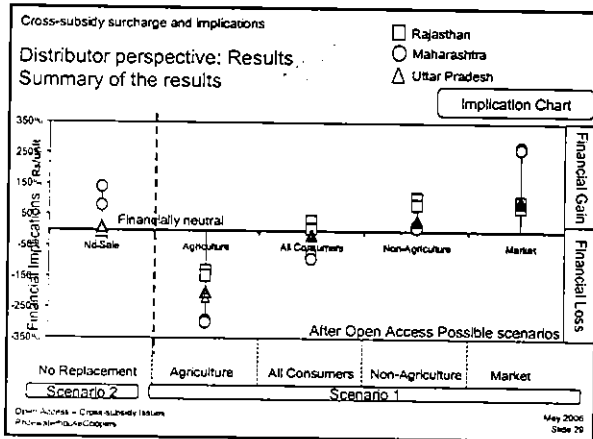 Cross-subsidy surcharge and implications
Distributor perspective: Results
Summary of the results
Rajasthan
Maharashtra
Uttar Pradesh
Implication Chart
350%
250%
150%
50%
-50%
-150%
-250%
-350%
Financial Implications, Rs/unit
Financially neutral
No-Sale
Agriculture
All Consumers
Non-Agriculture
Market
Financial Gain
Financial Loss
After Open Access Possible scenarios
No Replacement
Agriculture
All Consumers
Non-Agriculture
Market
Scenario 2
Scenario 1
Open Access – Cross-subsidy Issues
PricewaterhouseCoopers
May 2006
Slide 29